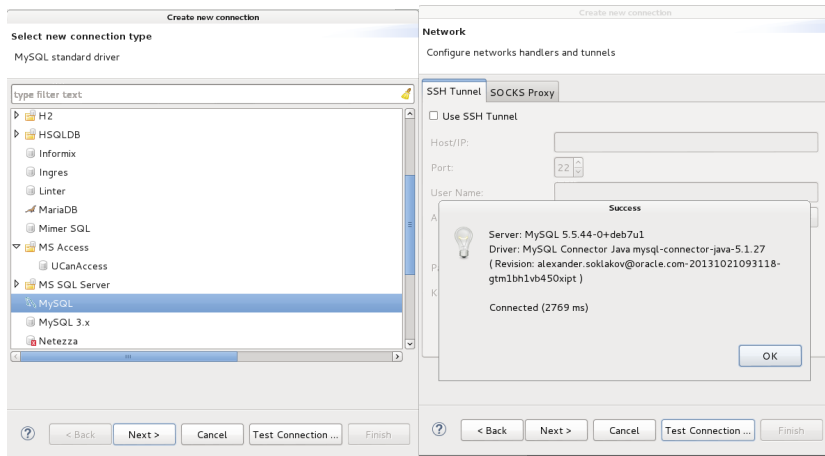 Create new connection
Select new connection type
MySQL standard driver
type filter text
H2
HSQLDB
Informix
Ingres
Linter
MariaDB
Mimer SQL
MS Access
UCanAccess
MS SQL Server
MySQL
MySQL 3.x
Netezza
< Back
Next >
Cancel
Test Connection ...
Finish
Create new connection
Network
Configure networks handlers and tunnels
SSH Tunnel
SOCKS Proxy
Use SSH Tunnel
Host/IP:
Port:
22
User Name:
A
P
K
Success
Server: MySQL 5.5.44-0+deb7u1
Driver: MySQL Connector Java mysql-connector-java-5.1.27
( Revision: alexander.soklakov@oracle.com-20131021093118-
gtm1bh1vb450xipt )
Connected (2769 ms)
OK
< Back
Next >
Cancel
Test Connection ...
Finish